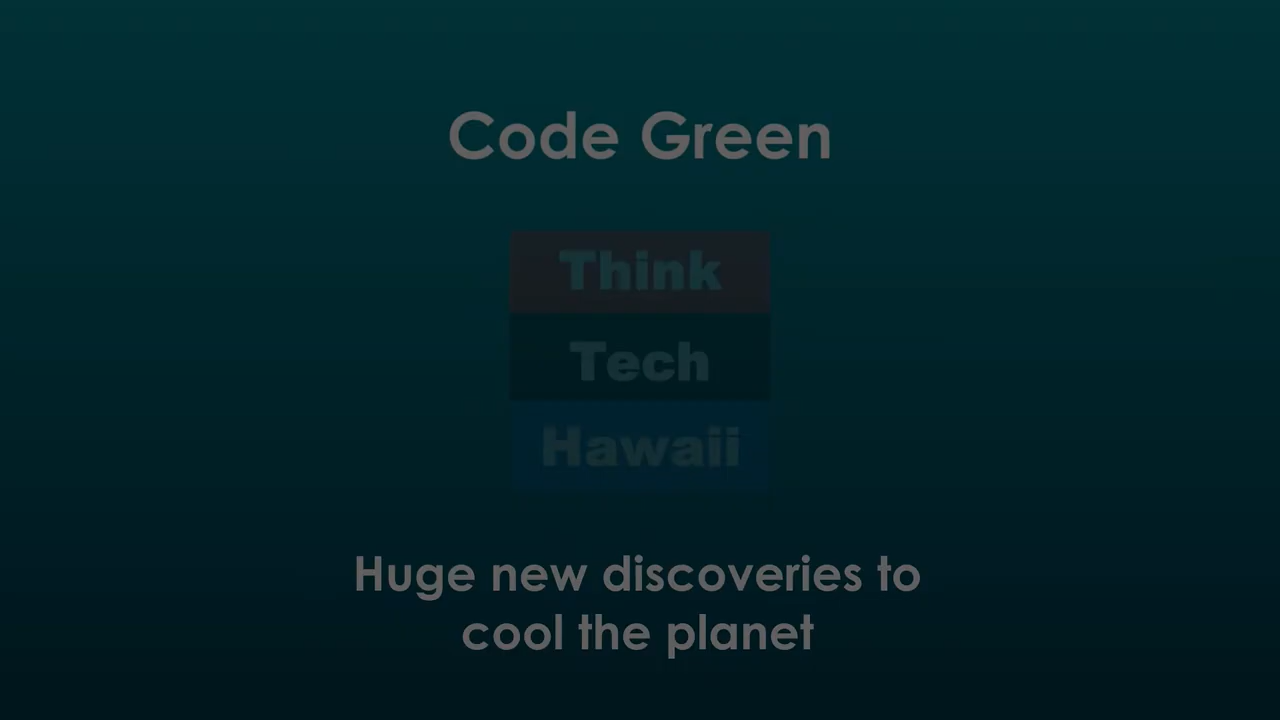 Code Green
Think
Tech
Hawaii
Huge new discoveries to
cool the planet